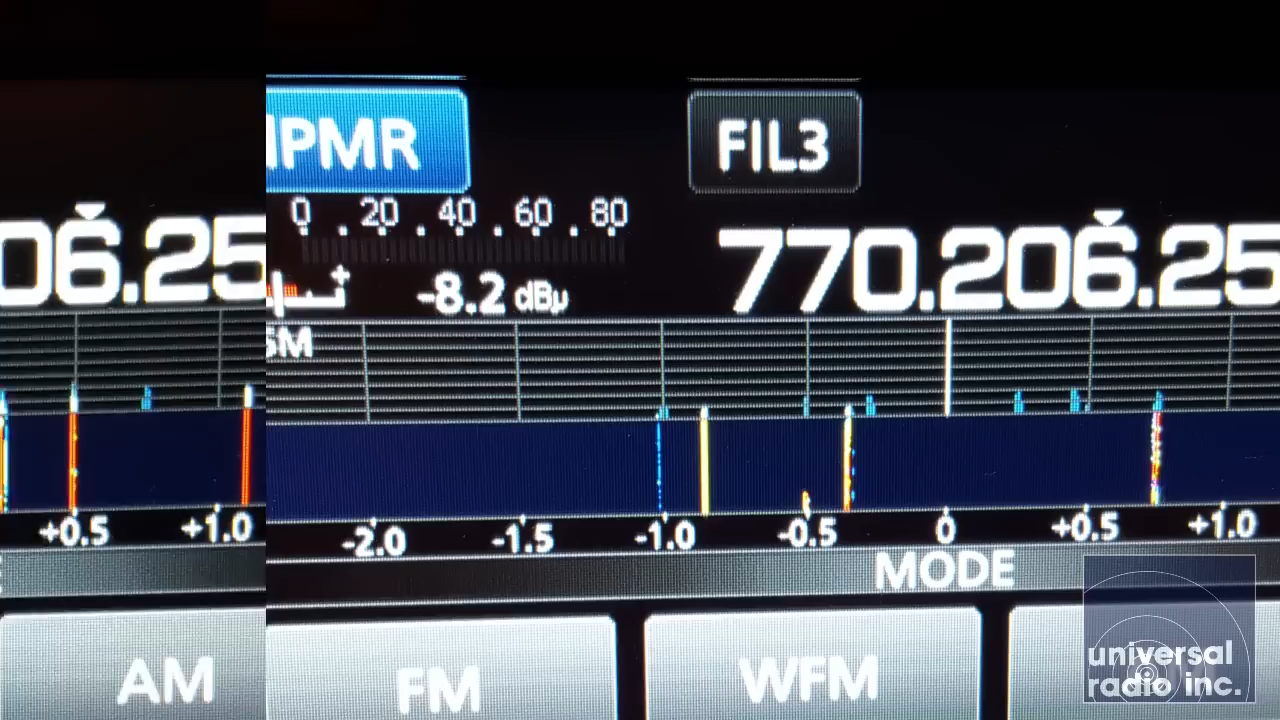 IPMR
FIL3
0 . 20 . 40 . 60 . 80
06.25
770.206.25
+
-8.2 dBμ
SM
+0.5 +1.0
-2.0 -1.5 -1.0 -0.5 0 +0.5 +1.0
MODE
AM
FM
WFM
universal
radio inc.